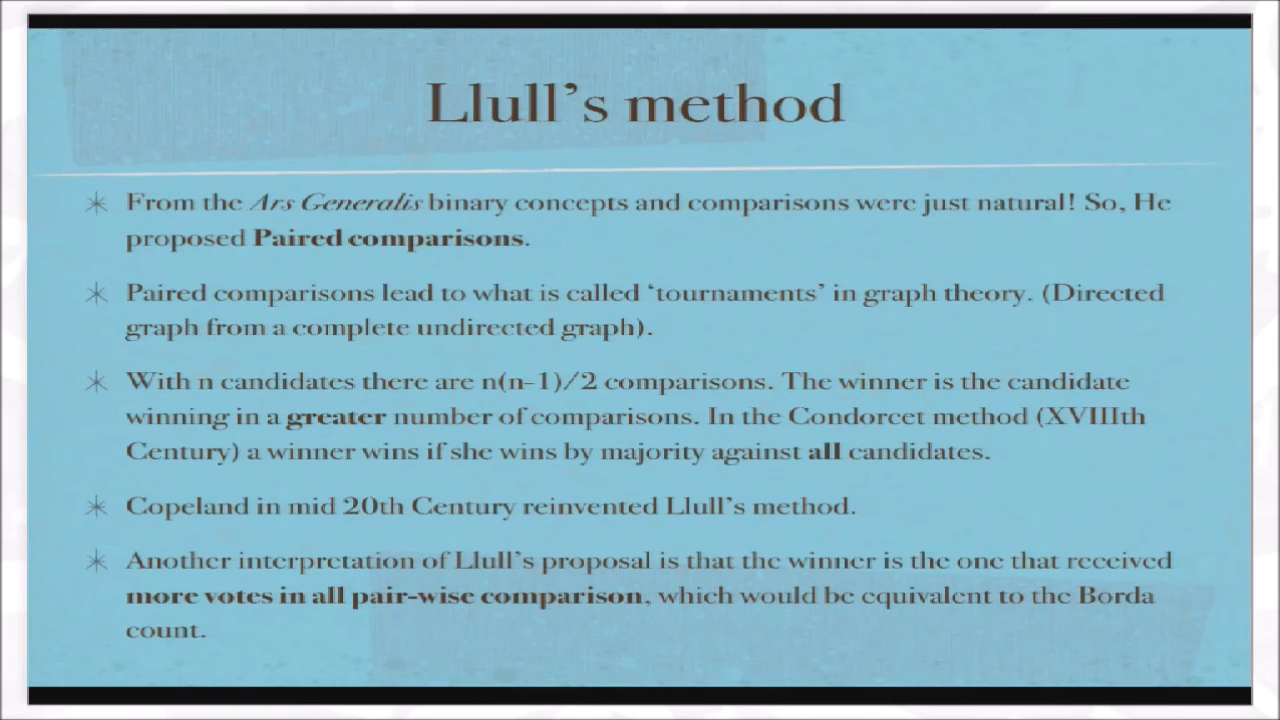 Llull’s method
From the Ars Generalis binary concepts and comparisons were just natural! So, He
proposed Paired comparisons.
Paired comparisons lead to what is called ‘tournaments’ in graph theory. (Directed
graph from a complete undirected graph).
With n candidates there are n(n-1)/2 comparisons. The winner is the candidate
winning in a greater number of comparisons. In the Condorcet method (XVIIIth
Century) a winner wins if she wins by majority against all candidates.
Copeland in mid 20th Century reinvented Llull’s method.
Another interpretation of Llull’s proposal is that the winner is the one that received
more votes in all pair-wise comparison, which would be equivalent to the Borda
count.